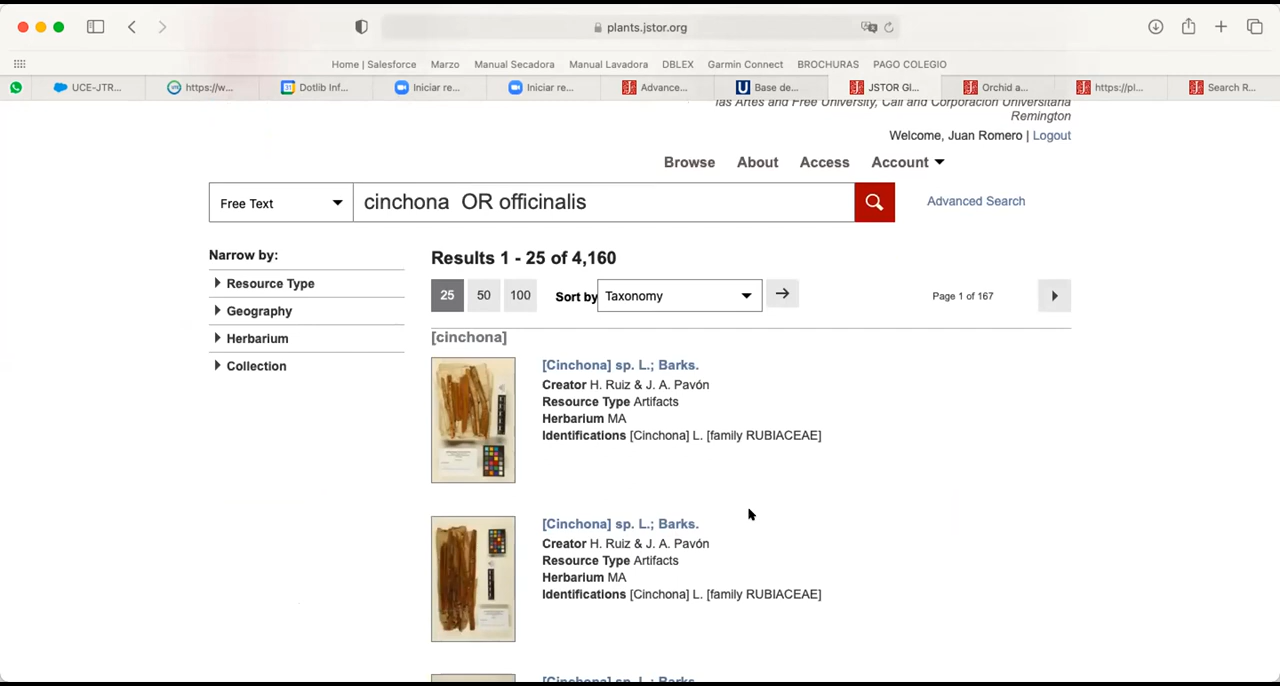 plants.jstor.org
Home | Salesforce Marzo Manual Secadora Manual Lavadora DBLEX Garmin Connect BROCHURAS PAGO COLEGIO
UCE-JTR... https://w... Dotlib Inf... Iniciar re... Iniciar re... Advance... Base de... JSTOR Gl... Orchid a... https://pl... Search R...
las Artes and Free University, Cali and Corporación Universitaria
Remington
Welcome, Juan Romero | Logout
Browse About Access Account
Free Text cinchona OR officinalis Advanced Search
Narrow by:
Resource Type
Geography
Herbarium
Collection
Results 1 - 25 of 4,160
25 50 100 Sort by Taxonomy Page 1 of 167
[cinchona]
[Cinchona] sp. L.; Barks.
Creator H. Ruiz & J. A. Pavón
Resource Type Artifacts
Herbarium MA
Identifications [Cinchona] L. [family RUBIACEAE]
[Cinchona] sp. L.; Barks.
Creator H. Ruiz & J. A. Pavón
Resource Type Artifacts
Herbarium MA
Identifications [Cinchona] L. [family RUBIACEAE]
[Cinchona] sp. L.; Barks.